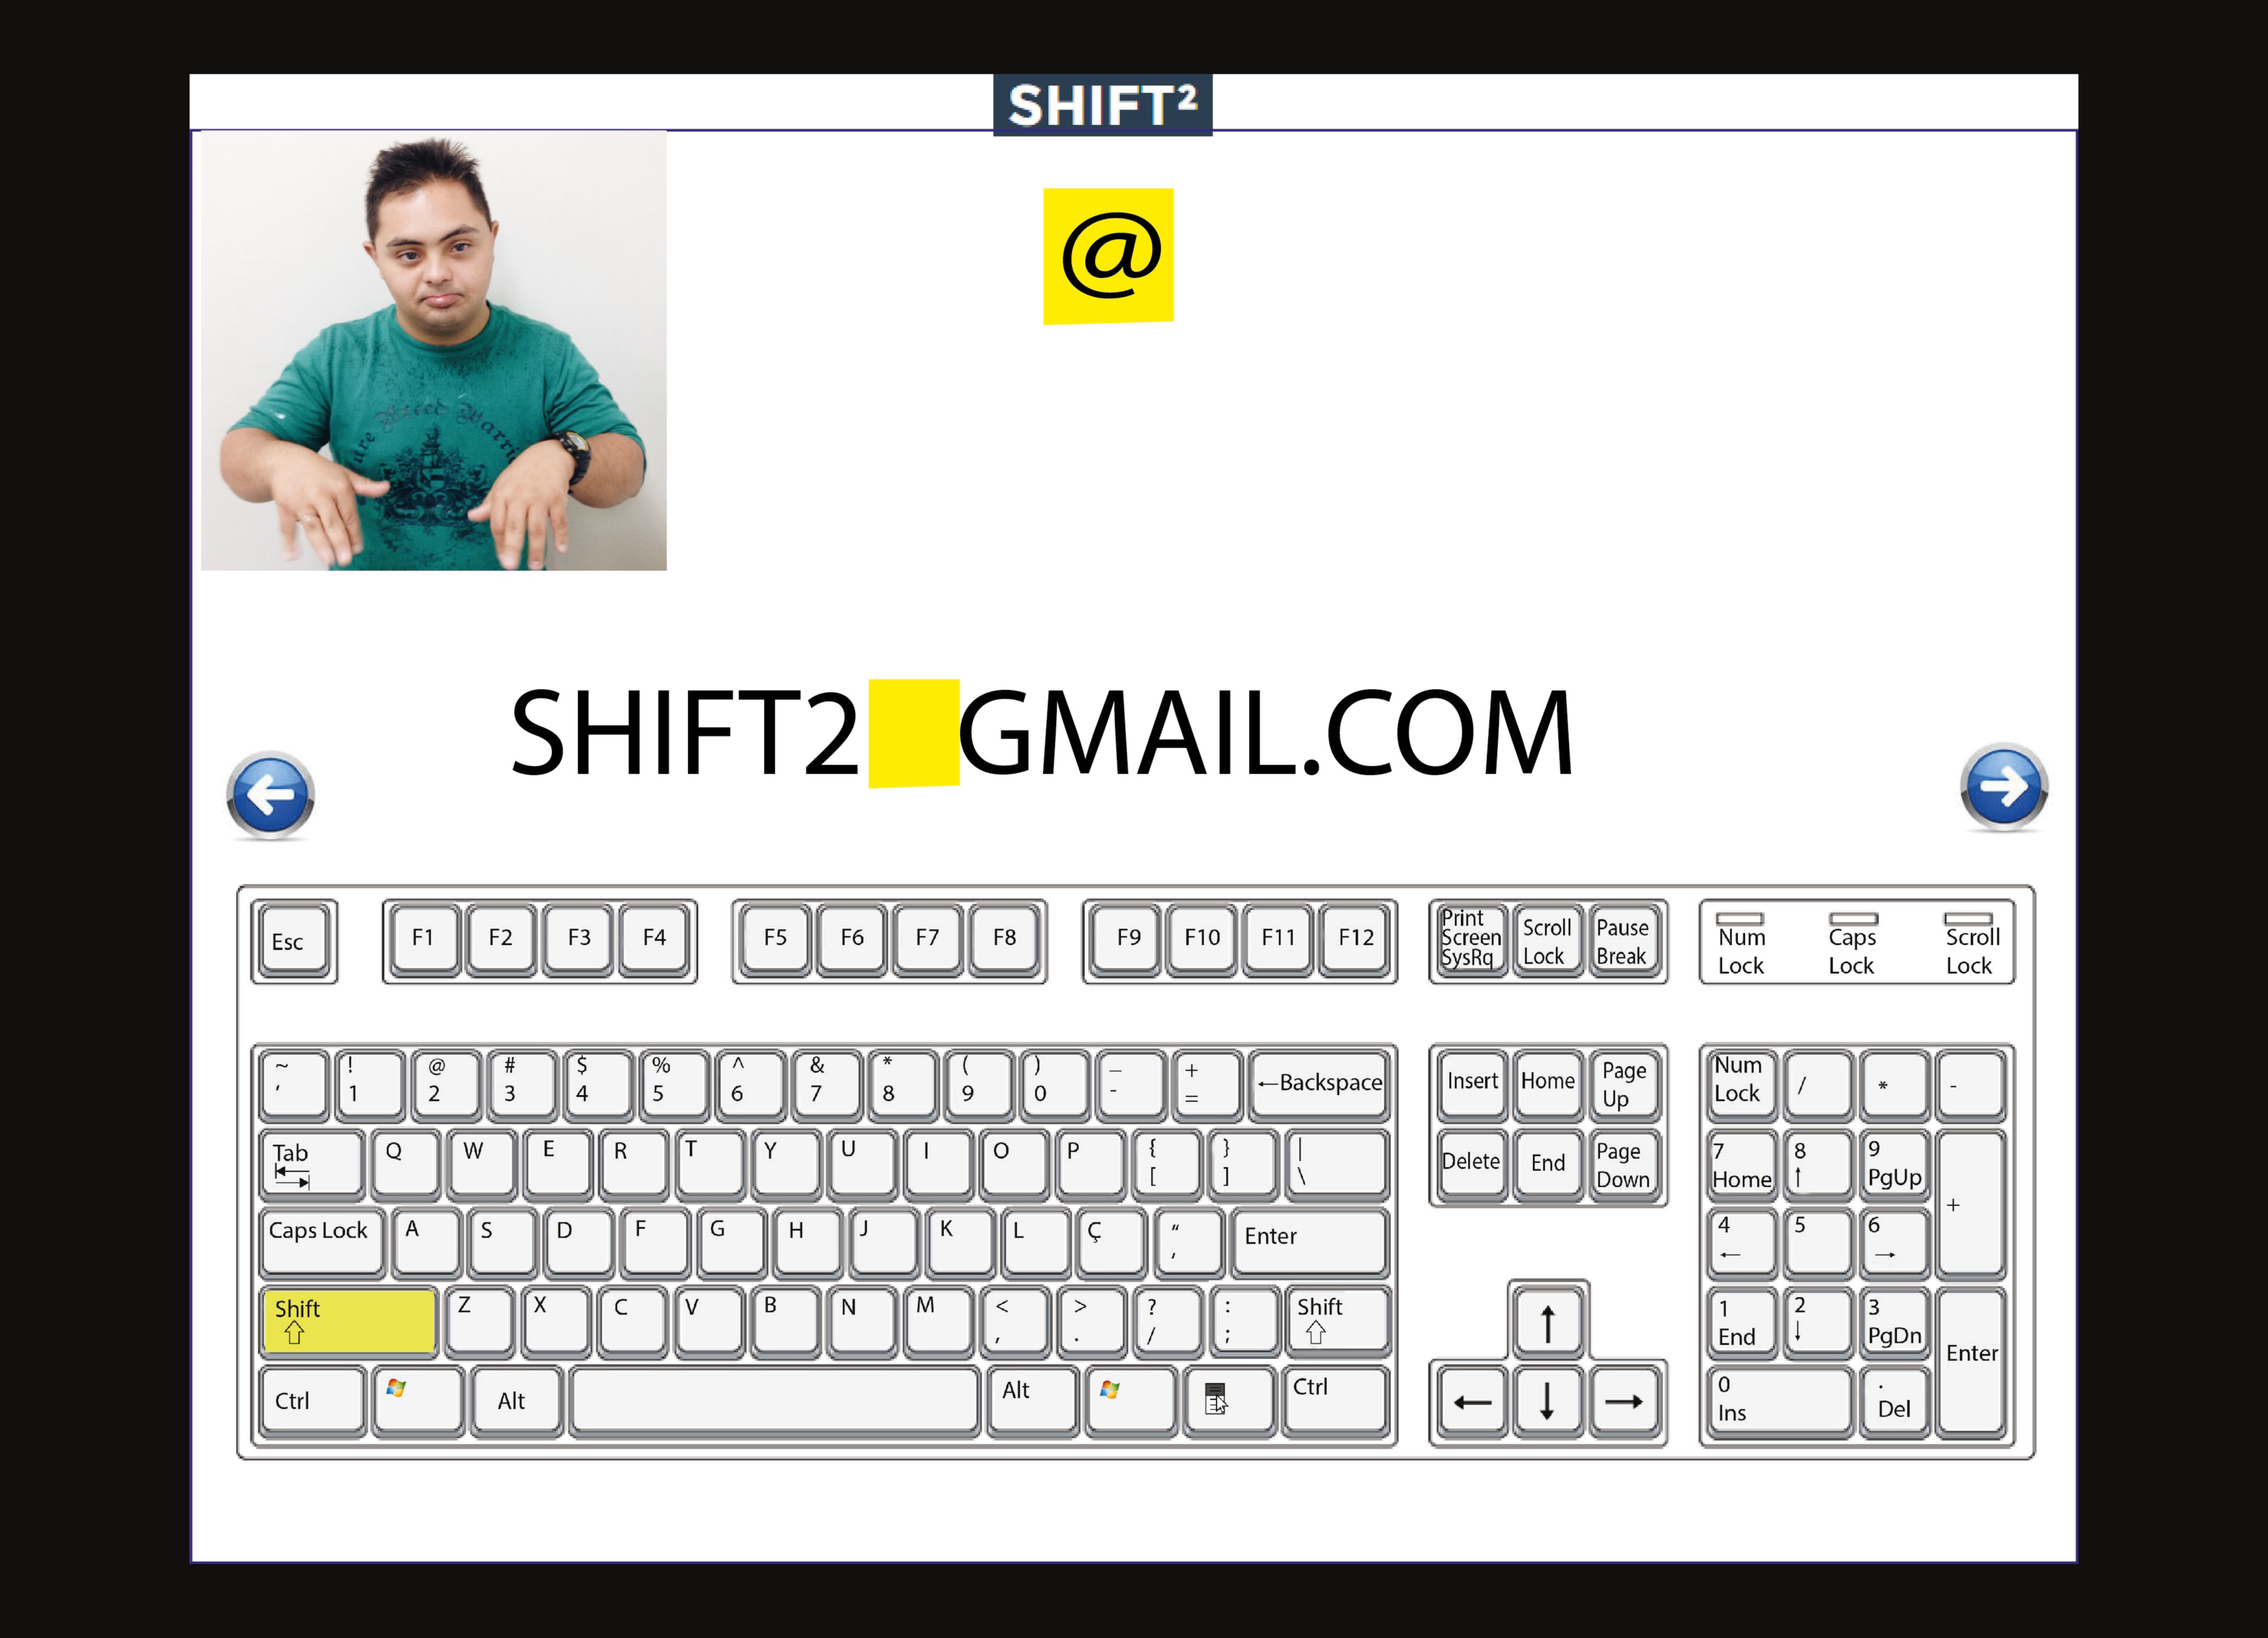 SHIFT²
@
ure Breed Warri
SHIFT2 GMAIL.COM
Esc F1 F2 F3 F4 F5 F6 F7 F8 F9 F10 F11 F12 Print Screen SysRq Scroll Lock Pause Break Num Lock Caps Lock Scroll Lock
~ ‘ ! 1 @ 2 # 3 $ 4 % 5 ^ 6 & 7 * 8 ( 9 ) 0 _ - + = ←Backspace Insert Home Page Up Num Lock / * -
Tab Q W E R T Y U I O P { [ } ] | \ Delete End Page Down 7 Home 8 ↑ 9 PgUp +
Caps Lock A S D F G H J K L Ç “ , Enter 4 ← 5 6 →
Shift Z X C V B N M < , > . ? / : ; Shift ↑ 1 End 2 ↓ 3 PgDn Enter
Ctrl Alt Alt Ctrl ← ↓ → 0 Ins . Del